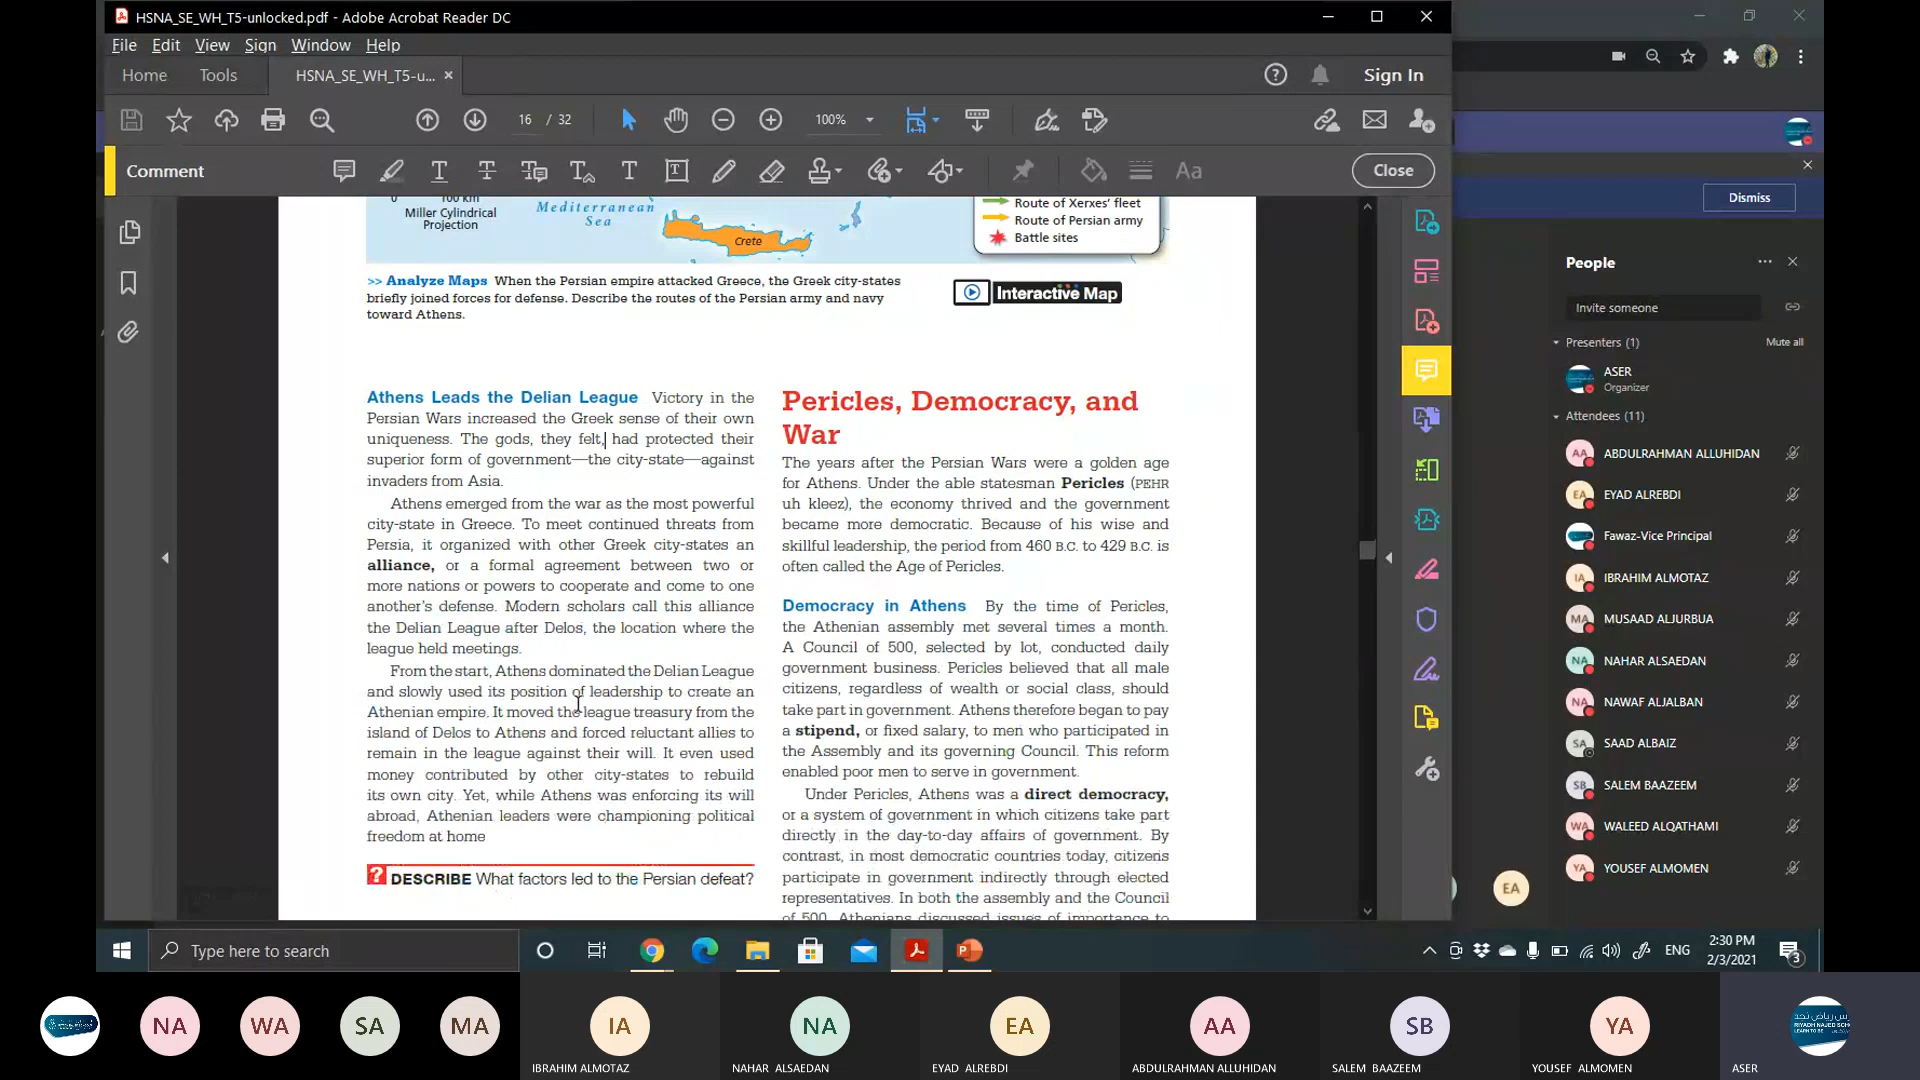 HSNA_SE_WH_T5-unlocked.pdf - Adobe Acrobat Reader DC
File Edit View Sign Window Help
Home Tools HSNA_SE_WH_T5-u... Sign In
16 / 32 100%
Comment Close
Dismiss
0 100 km
Miller Cylindrical
Projection
Mediterranean
Sea
Crete
Route of Xerxes' fleet
Route of Persian army
Battle sites
>> Analyze Maps When the Persian empire attacked Greece, the Greek city-states
briefly joined forces for defense. Describe the routes of the Persian army and navy
toward Athens.
Interactive Map
Athens Leads the Delian League Victory in the
Persian Wars increased the Greek sense of their own
uniqueness. The gods, they felt, had protected their
superior form of government—the city-state—against
invaders from Asia.
Athens emerged from the war as the most powerful
city-state in Greece. To meet continued threats from
Persia, it organized with other Greek city-states an
alliance, or a formal agreement between two or
more nations or powers to cooperate and come to one
another's defense. Modern scholars call this alliance
the Delian League after Delos, the location where the
league held meetings.
From the start, Athens dominated the Delian League
and slowly used its position of leadership to create an
Athenian empire. It moved the league treasury from the
island of Delos to Athens and forced reluctant allies to
remain in the league against their will. It even used
money contributed by other city-states to rebuild
its own city. Yet, while Athens was enforcing its will
abroad, Athenian leaders were championing political
freedom at home
? DESCRIBE What factors led to the Persian defeat?
Pericles, Democracy, and
War
The years after the Persian Wars were a golden age
for Athens. Under the able statesman Pericles (PEHR
uh kleez), the economy thrived and the government
became more democratic. Because of his wise and
skillful leadership, the period from 460 B.C. to 429 B.C. is
often called the Age of Pericles.
Democracy in Athens By the time of Pericles,
the Athenian assembly met several times a month.
A Council of 500, selected by lot, conducted daily
government business. Pericles believed that all male
citizens, regardless of wealth or social class, should
take part in government. Athens therefore began to pay
a stipend, or fixed salary, to men who participated in
the Assembly and its governing Council. This reform
enabled poor men to serve in government.
Under Pericles, Athens was a direct democracy,
or a system of government in which citizens take part
directly in the day-to-day affairs of government. By
contrast, in most democratic countries today, citizens
participate in government indirectly through elected
representatives. In both the assembly and the Council
of 500, Athenians discussed issues of importance to
People
Invite someone
Presenters (1) Mute all
ASER
Organizer
Attendees (11)
AA ABDULRAHMAN ALLUHIDAN
EA EYAD ALREBDI
Fawaz-Vice Principal
IA IBRAHIM ALMOTAZ
MA MUSAAD ALJURBUA
NA NAHAR ALSAEDAN
NA NAWAF ALJALBAN
SA SAAD ALBAIZ
SB SALEM BAAZEEM
WA WALEED ALQATHAMI
YA YOUSEF ALMOMEN
EA
Type here to search
ENG
2:30 PM
2/3/2021
3
NA WA SA MA IA NA EA AA SB YA
RIYADH NAJED SCH
IBRAHIM ALMOTAZ NAHAR ALSAEDAN EYAD ALREBDI ABDULRAHMAN ALLUHIDAN SALEM BAAZEEM YOUSEF ALMOMEN ASER